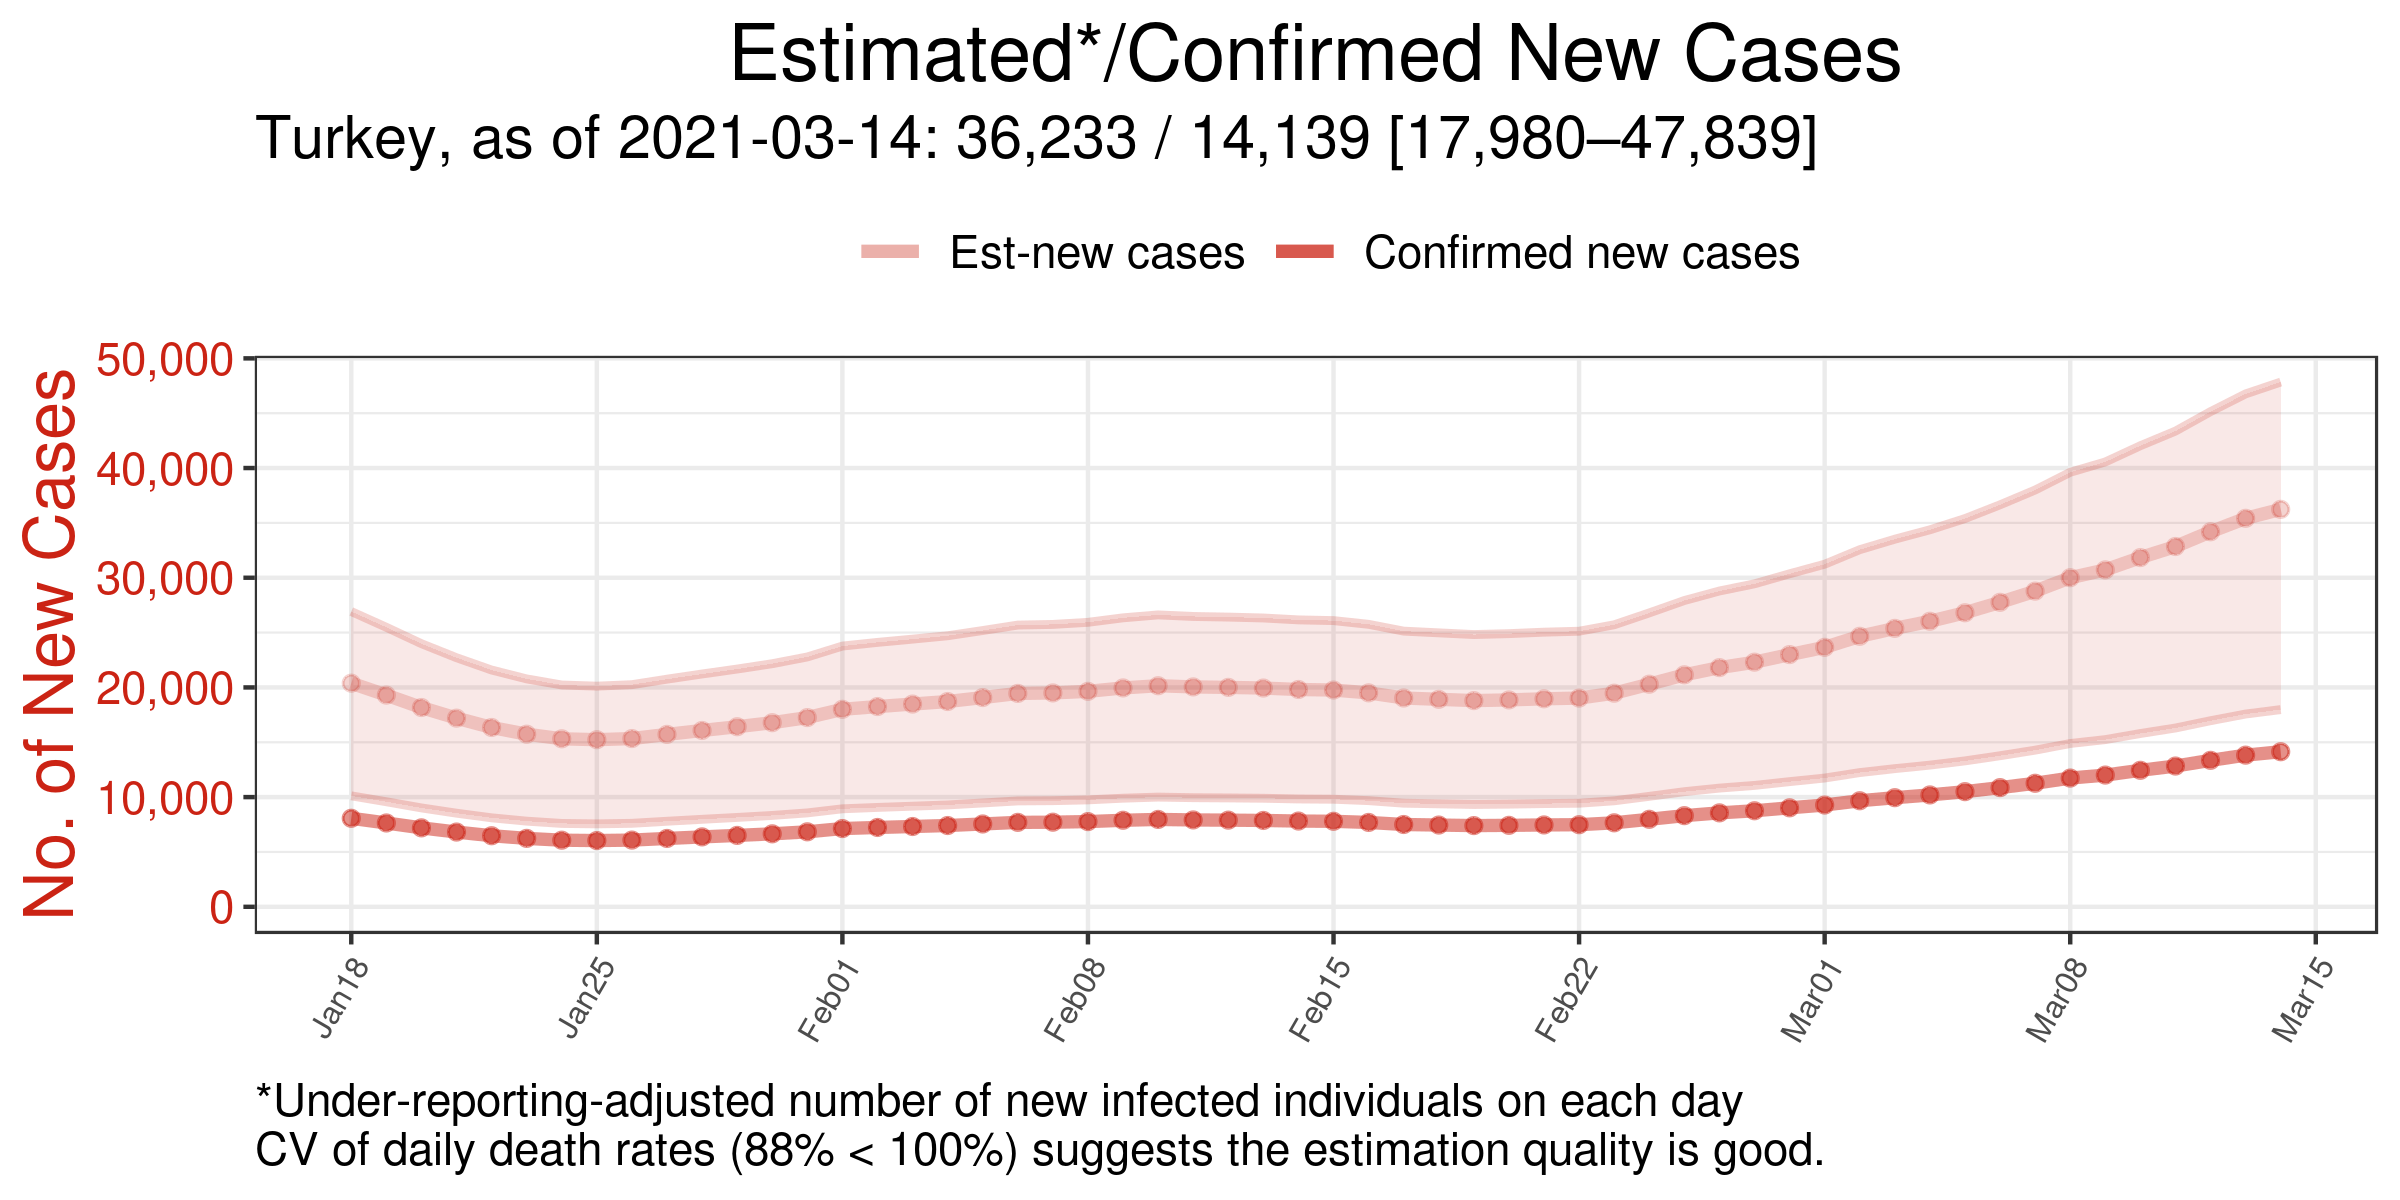 Estimated*/Confirmed New Cases
Turkey, as of 2021-03-14: 36,233 / 14,139 [17,980–47,839]
Est-new cases
Confirmed new cases
No. of New Cases
50,000
40,000
30,000
20,000
10,000
0
Jan18
Jan25
Feb01
Feb08
Feb15
Feb22
Mar01
Mar08
Mar15
*Under-reporting-adjusted number of new infected individuals on each day
CV of daily death rates (88% < 100%) suggests the estimation quality is good.